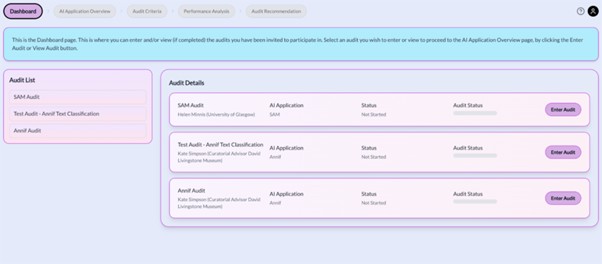 Dashboard
AI Application Overview
Audit Criteria
Performance Analysis
Audit Recommendation
This is the Dashboard page. This is where you can enter and/or view (if completed) the audits you have been invited to participate in. Select an audit you wish to enter or view to proceed to the AI Application Overview page, by clicking the Enter
Audit or View Audit button.
Audit List
SAM Audit
Test Audit - Annif Text Classification
Annif Audit
Audit Details
SAM Audit
Helen Minnis (University of Glasgow)
AI Application
SAM
Status
Not Started
Audit Status
Enter Audit
Test Audit - Annif Text Classification
Kate Simpson (Curatorial Advisor David
Livingstone Museum)
AI Application
Annif
Status
Not Started
Audit Status
Enter Audit
Annif Audit
Kate Simpson (Curatorial Advisor David
Livingstone Museum)
AI Application
Annif
Status
Not Started
Audit Status
Enter Audit